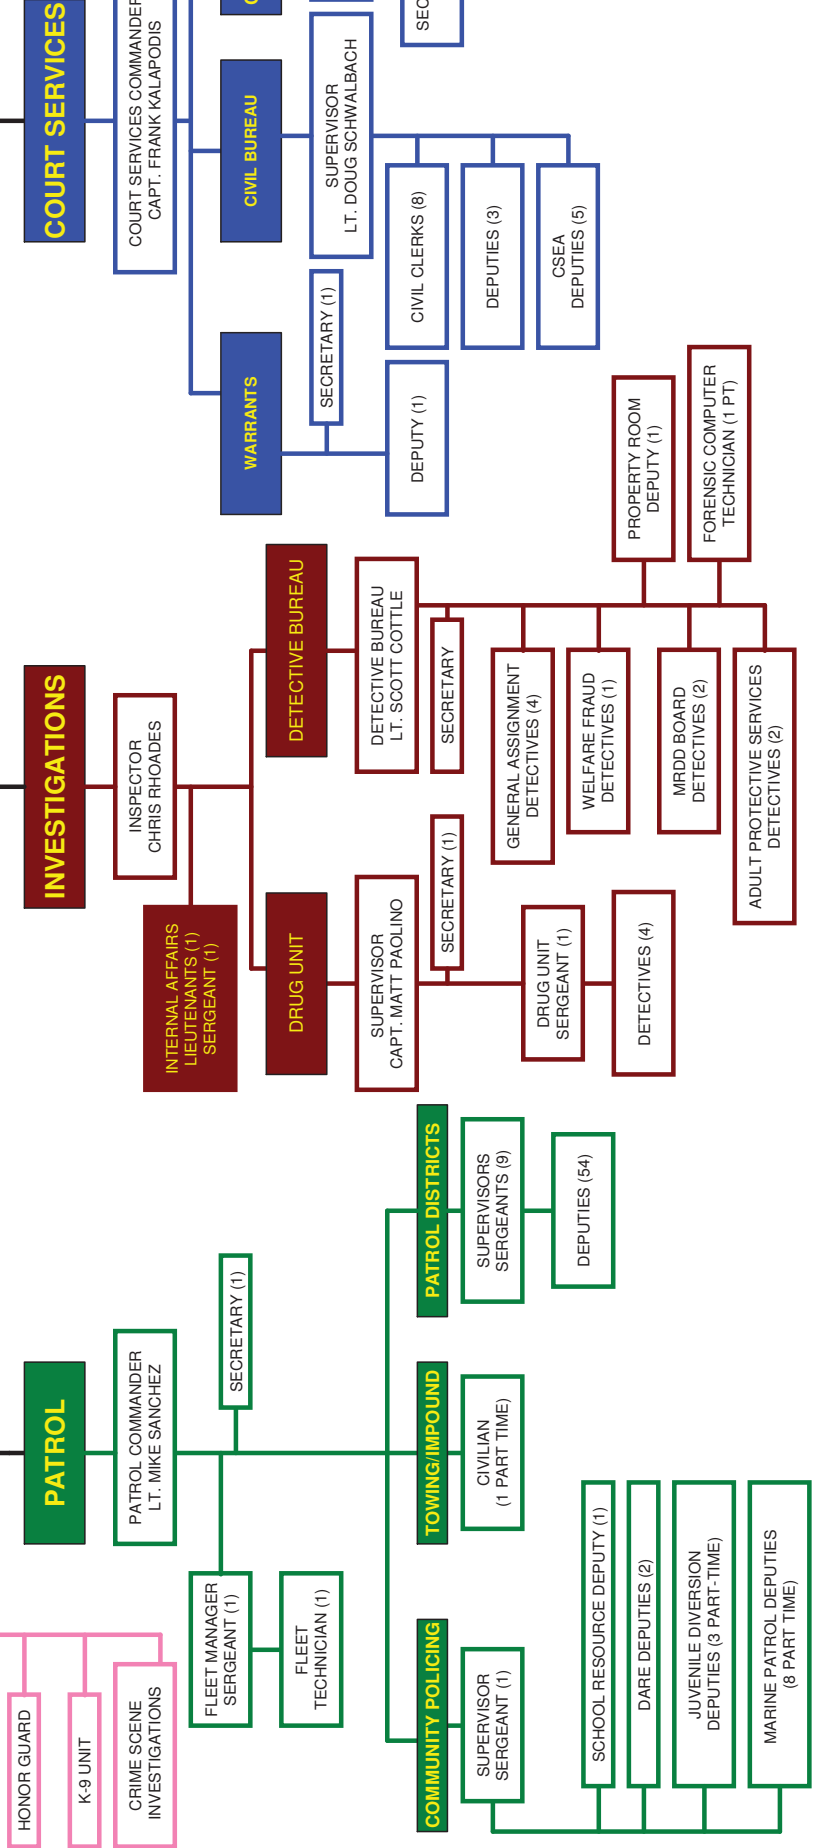 HONOR GUARD
K-9 UNIT
CRIME SCENE
INVESTIGATIONS
PATROL
PATROL COMMANDER
LT. MIKE SANCHEZ
FLEET MANAGER
SERGEANT (1)
FLEET
TECHNICIAN (1)
SECRETARY (1)
COMMUNITY POLICING
SUPERVISOR
SERGEANT (1)
SCHOOL RESOURCE DEPUTY (1)
DARE DEPUTIES (2)
JUVENILE DIVERSION
DEPUTIES (3 PART-TIME)
MARINE PATROL DEPUTIES
(8 PART TIME)
TOWING/IMPOUND
CIVILIAN
(1 PART TIME)
PATROL DISTRICTS
SUPERVISORS
SERGEANTS (9)
DEPUTIES (54)
INVESTIGATIONS
INSPECTOR
CHRIS RHOADES
INTERNAL AFFAIRS
LIEUTENANTS (1)
SERGEANT (1)
DRUG UNIT
SUPERVISOR
CAPT. MATT PAOLINO
SECRETARY (1)
DRUG UNIT
SERGEANT (1)
DETECTIVES (4)
DETECTIVE BUREAU
DETECTIVE BUREAU
LT. SCOTT COTTLE
SECRETARY
GENERAL ASSIGNMENT
DETECTIVES (4)
WELFARE FRAUD
DETECTIVES (1)
PROPERTY ROOM
DEPUTY (1)
MRDD BOARD
DETECTIVES (2)
FORENSIC COMPUTER
TECHNICIAN (1 PT)
ADULT PROTECTIVE SERVICES
DETECTIVES (2)
COURT SERVICES
COURT SERVICES COMMANDER
CAPT. FRANK KALAPODIS
WARRANTS
SECRETARY (1)
DEPUTY (1)
CIVIL BUREAU
SUPERVISOR
LT. DOUG SCHWALBACH
CIVIL CLERKS (8)
DEPUTIES (3)
CSEA
DEPUTIES (5)
SEC